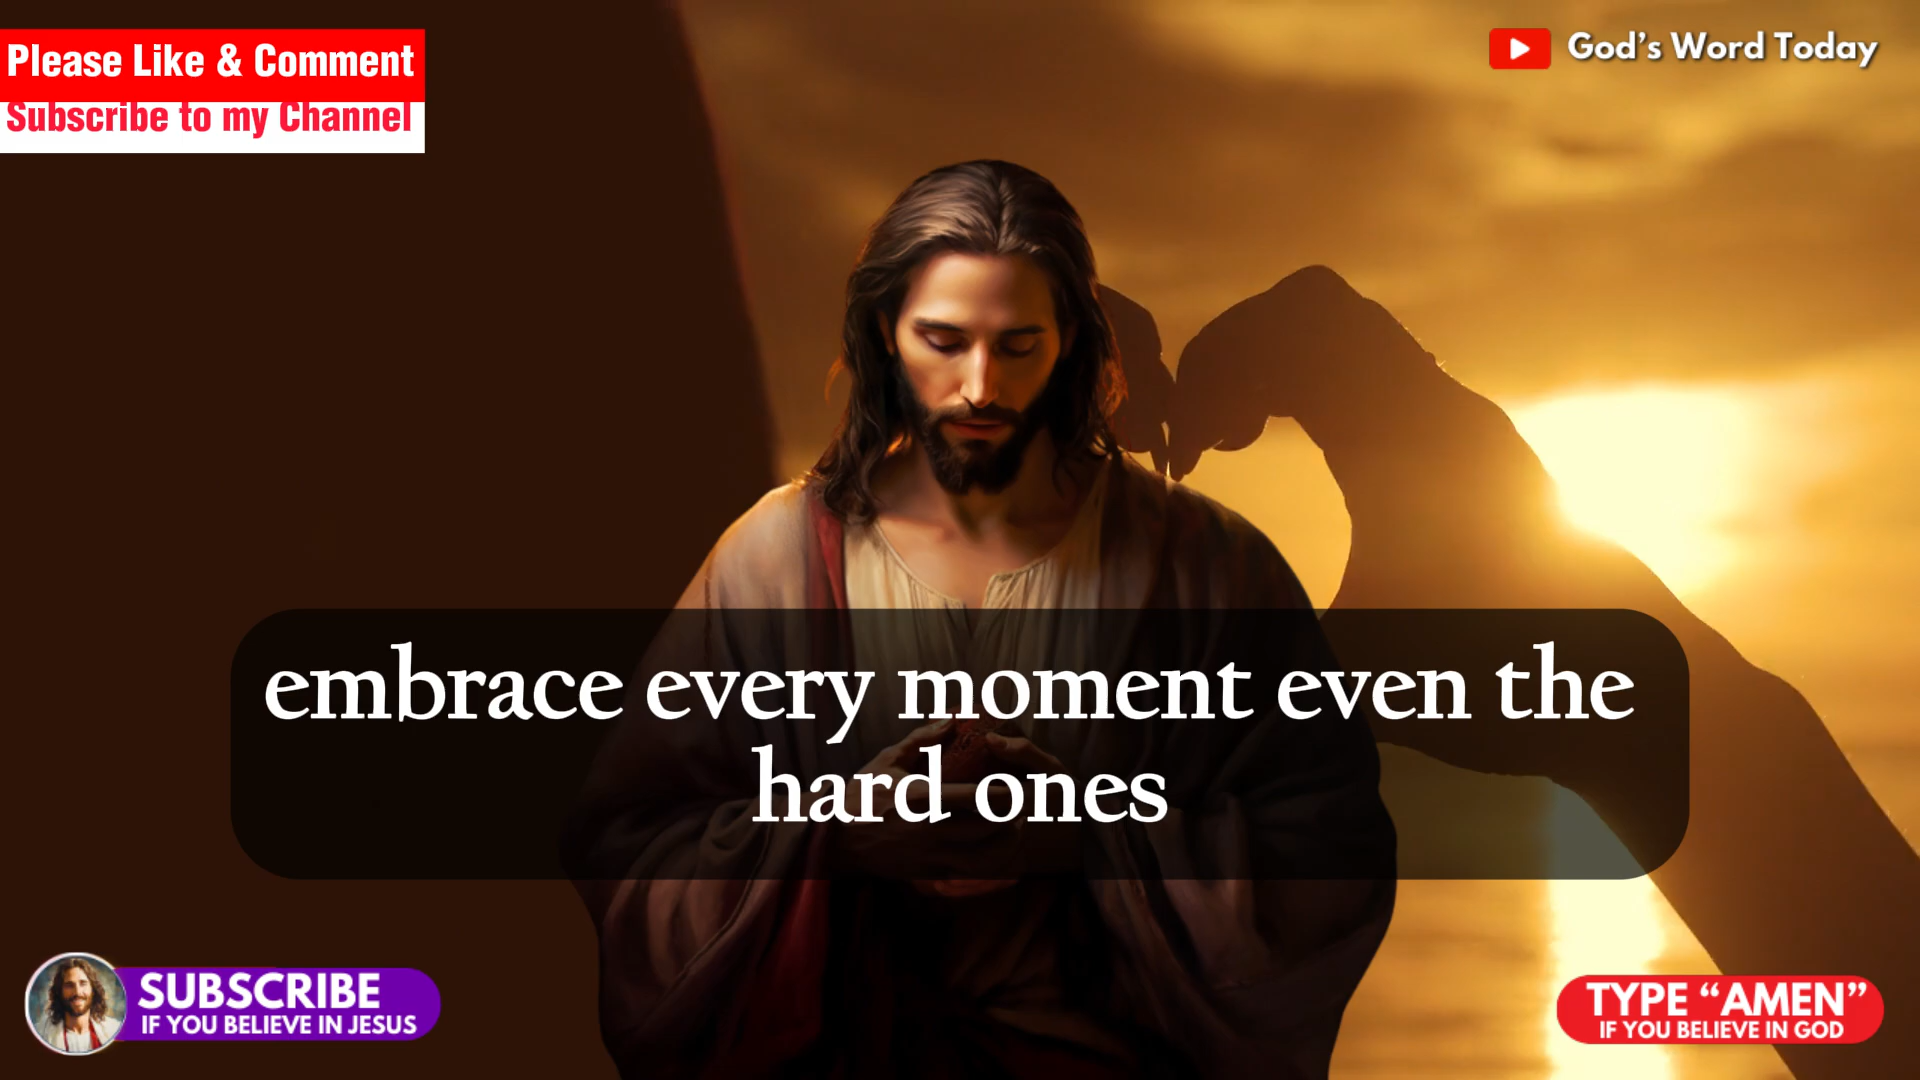 Please Like & Comment
Subscribe to my Channel
God's Word Today
embrace every moment even the
hard ones
SUBSCRIBE
IF YOU BELIEVE IN JESUS
TYPE “AMEN”
IF YOU BELIEVE IN GOD